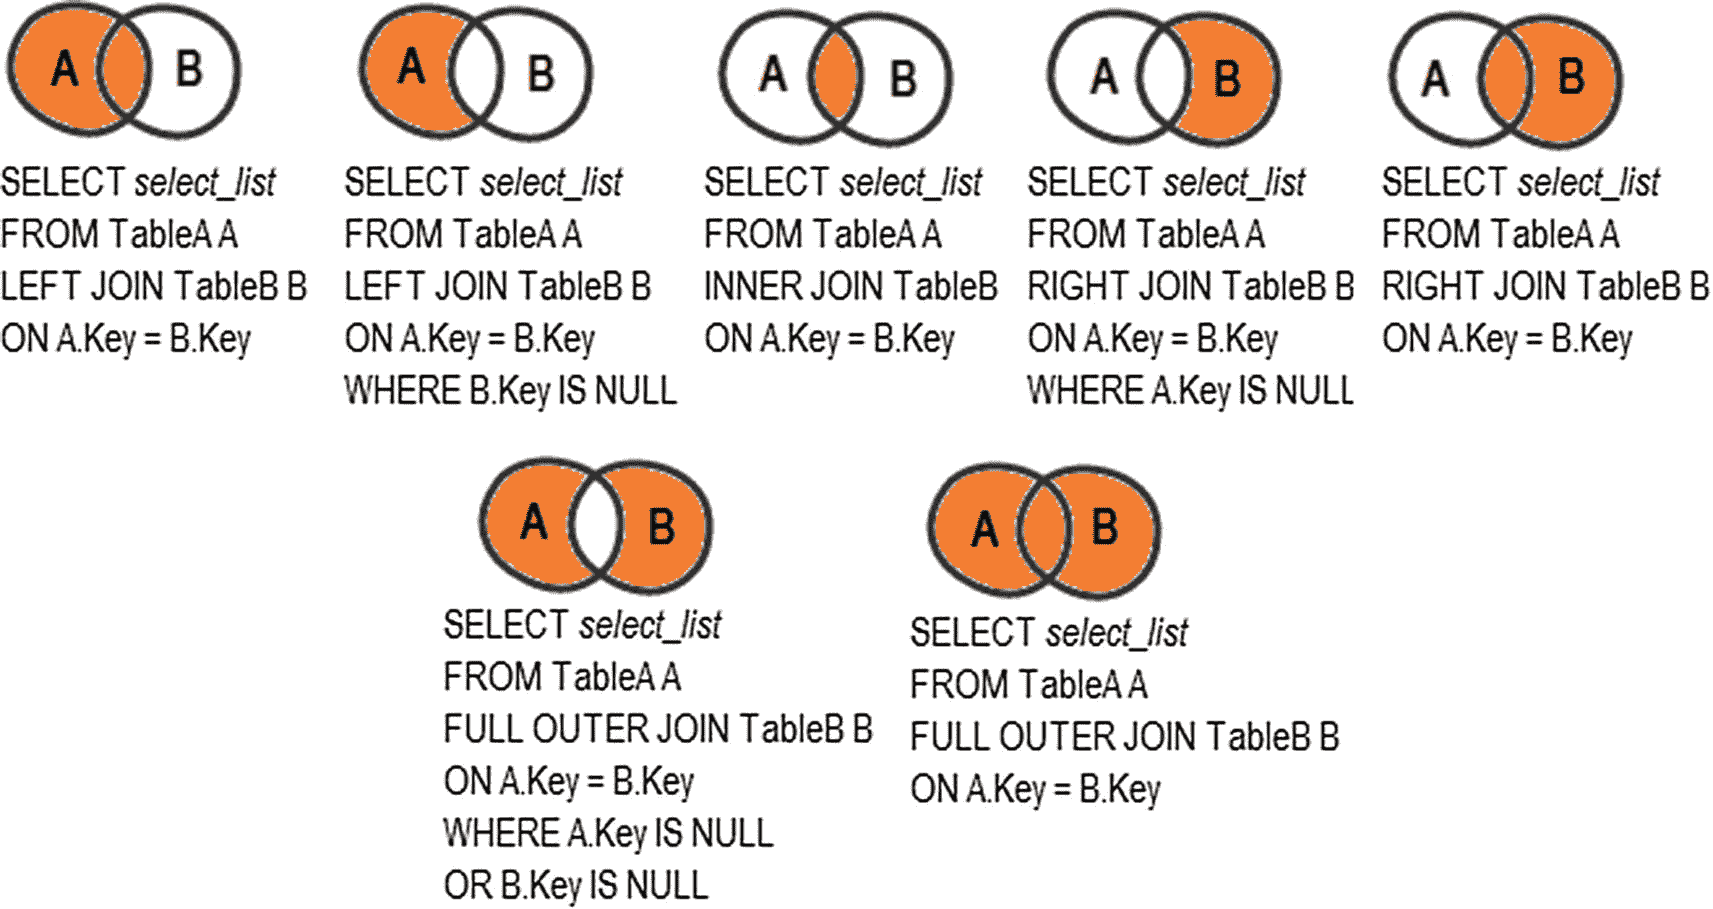 A B
SELECT select_list
FROM TableA A
LEFT JOIN TableB B
ON A.Key = B.Key
A B
SELECT select_list
FROM TableA A
LEFT JOIN TableB B
ON A.Key = B.Key
WHERE B.Key IS NULL
A B
SELECT select_list
FROM TableA A
INNER JOIN TableB
ON A.Key = B.Key
A B
SELECT select_list
FROM TableA A
RIGHT JOIN TableB B
ON A.Key = B.Key
WHERE A.Key IS NULL
A B
SELECT select_list
FROM TableA A
RIGHT JOIN TableB B
ON A.Key = B.Key
A B
SELECT select_list
FROM TableA A
FULL OUTER JOIN TableB B
ON A.Key = B.Key
WHERE A.Key IS NULL
OR B.Key IS NULL
A B
SELECT select_list
FROM TableA A
FULL OUTER JOIN TableB B
ON A.Key = B.Key